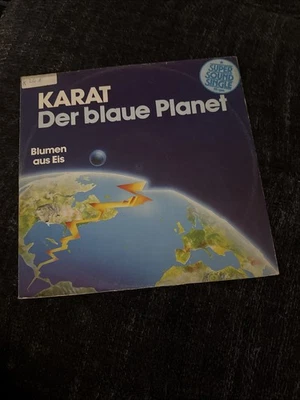 SUPER
SOUND
SINGLE
KARAT
Der blaue Planet
Blumen
aus Eis